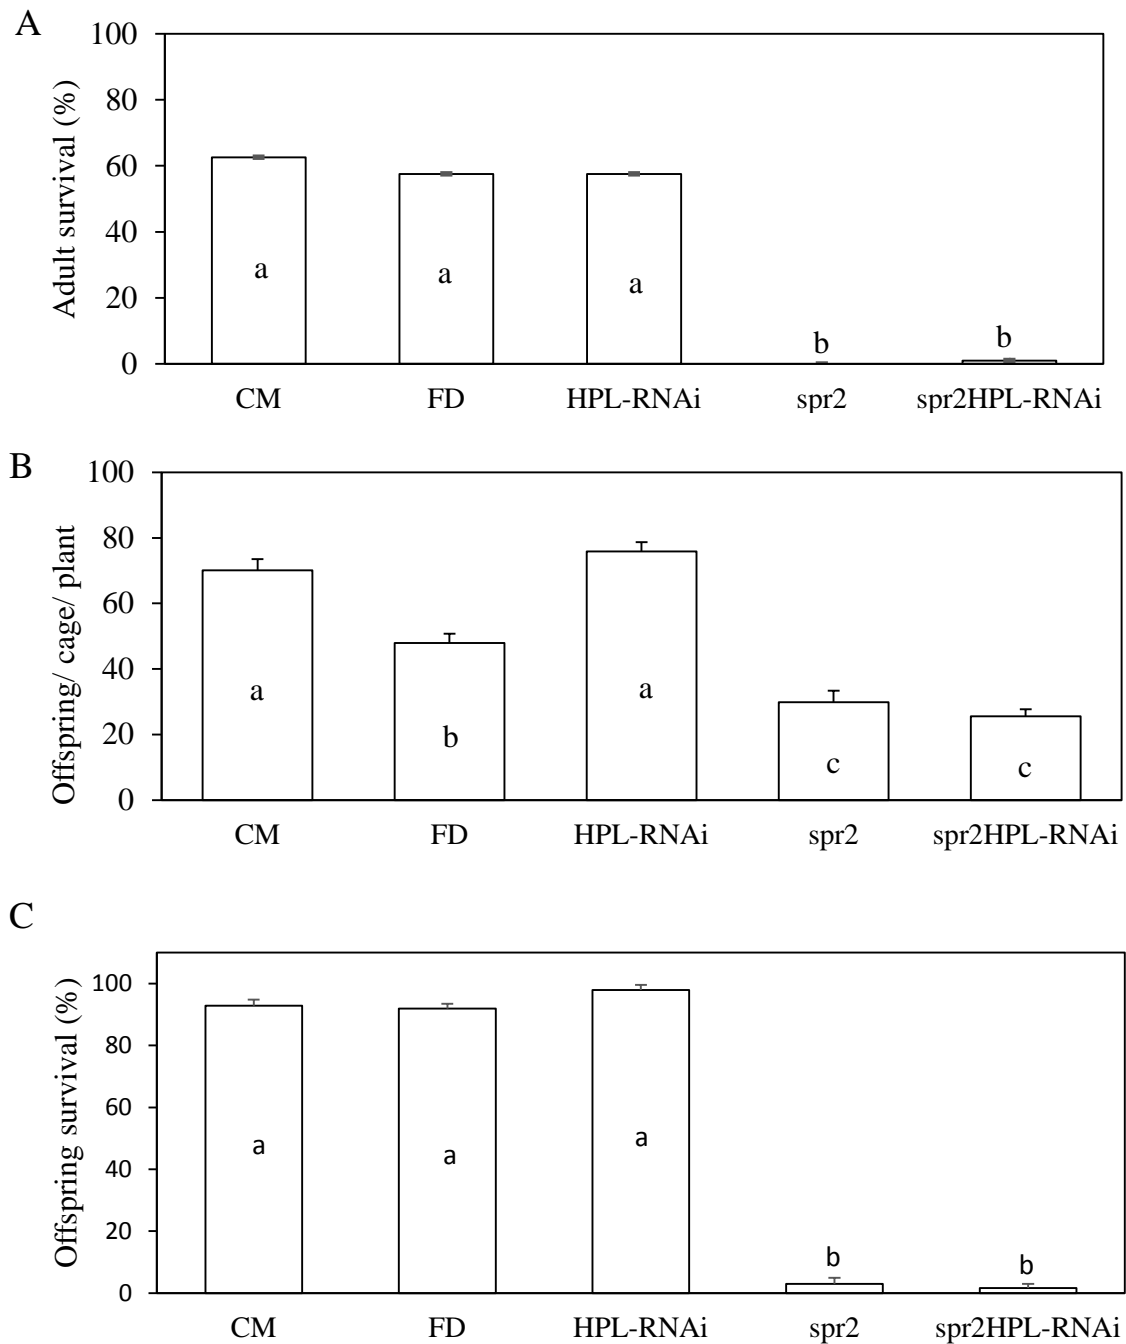 A
Adult survival (%)
100
80
60
40
20
0
a
a
a
b
b
CM FD HPL-RNAi spr2 spr2HPL-RNAi
B
Offspring/ cage/ plant
100
80
60
40
20
0
a
b
a
c
c
CM FD HPL-RNAi spr2 spr2HPL-RNAi
C
Offspring survival (%)
100
80
60
40
20
0
a
a
a
b
b
CM FD HPL-RNAi spr2 spr2HPL-RNAi